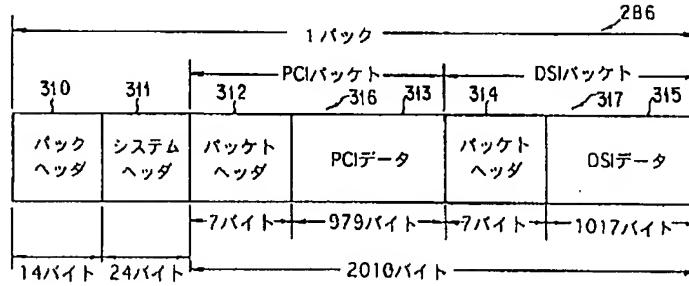 286
1パック
PCIパケット
DSIパケット
310
311
312
316
313
314
317
315
パック
ヘッダ
システム
ヘッダ
パケット
ヘッダ
PCIデータ
パケット
ヘッダ
DSIデータ
7バイト
979バイト
7バイト
1017バイト
14バイト
24バイト
2010バイト